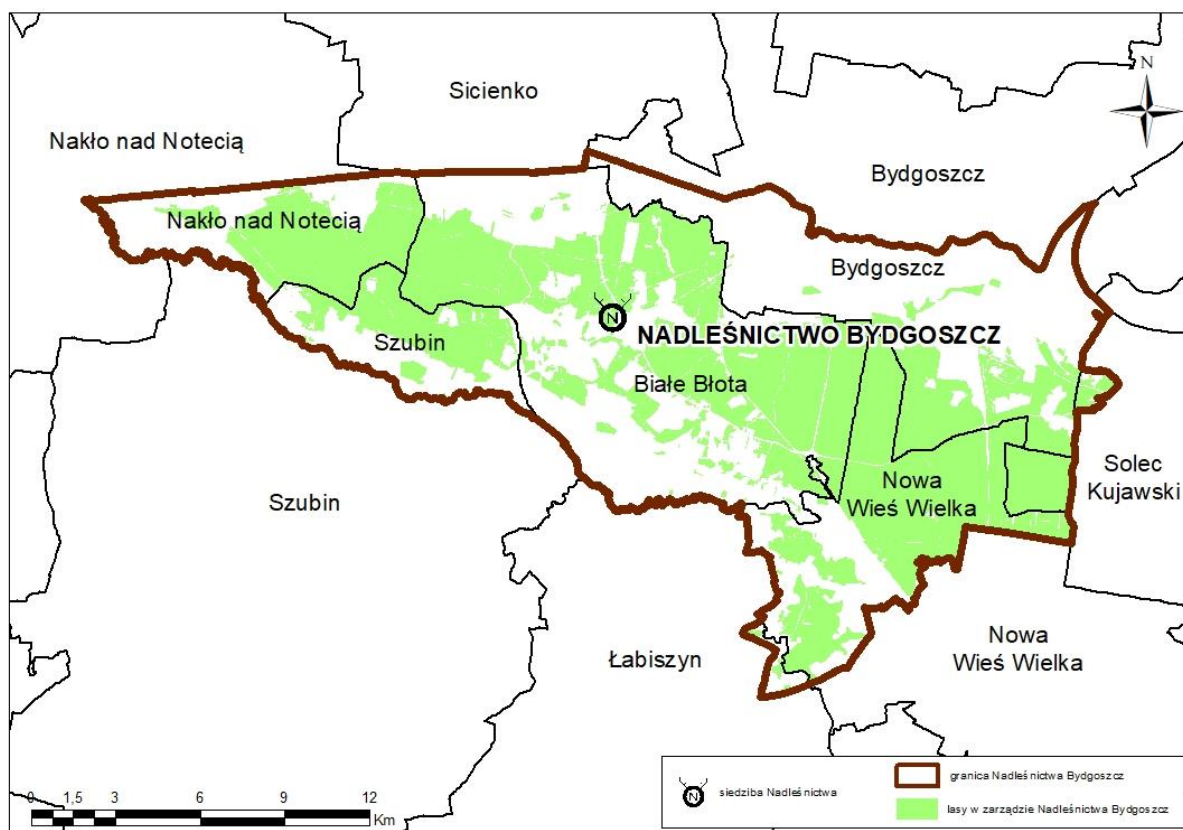 Sicienko
N
Nakło nad Notecią
Bydgoszcz
Nakło nad Notecią
Bydgoszcz
N
NADLEŚNICTWO BYDGOSZCZ
Szubin
Białe Błota
Solec
Kujawski
Nowa
Wieś Wielka
Szubin
Nowa
Wieś Wielka
Łabiszyn
N
siedziba Nadleśnictwa
granica Nadleśnictwa Bydgoszcz
lasy w zarządzie Nadleśnictwa Bydgoszcz
0 1,5 3 6 9 12
Km